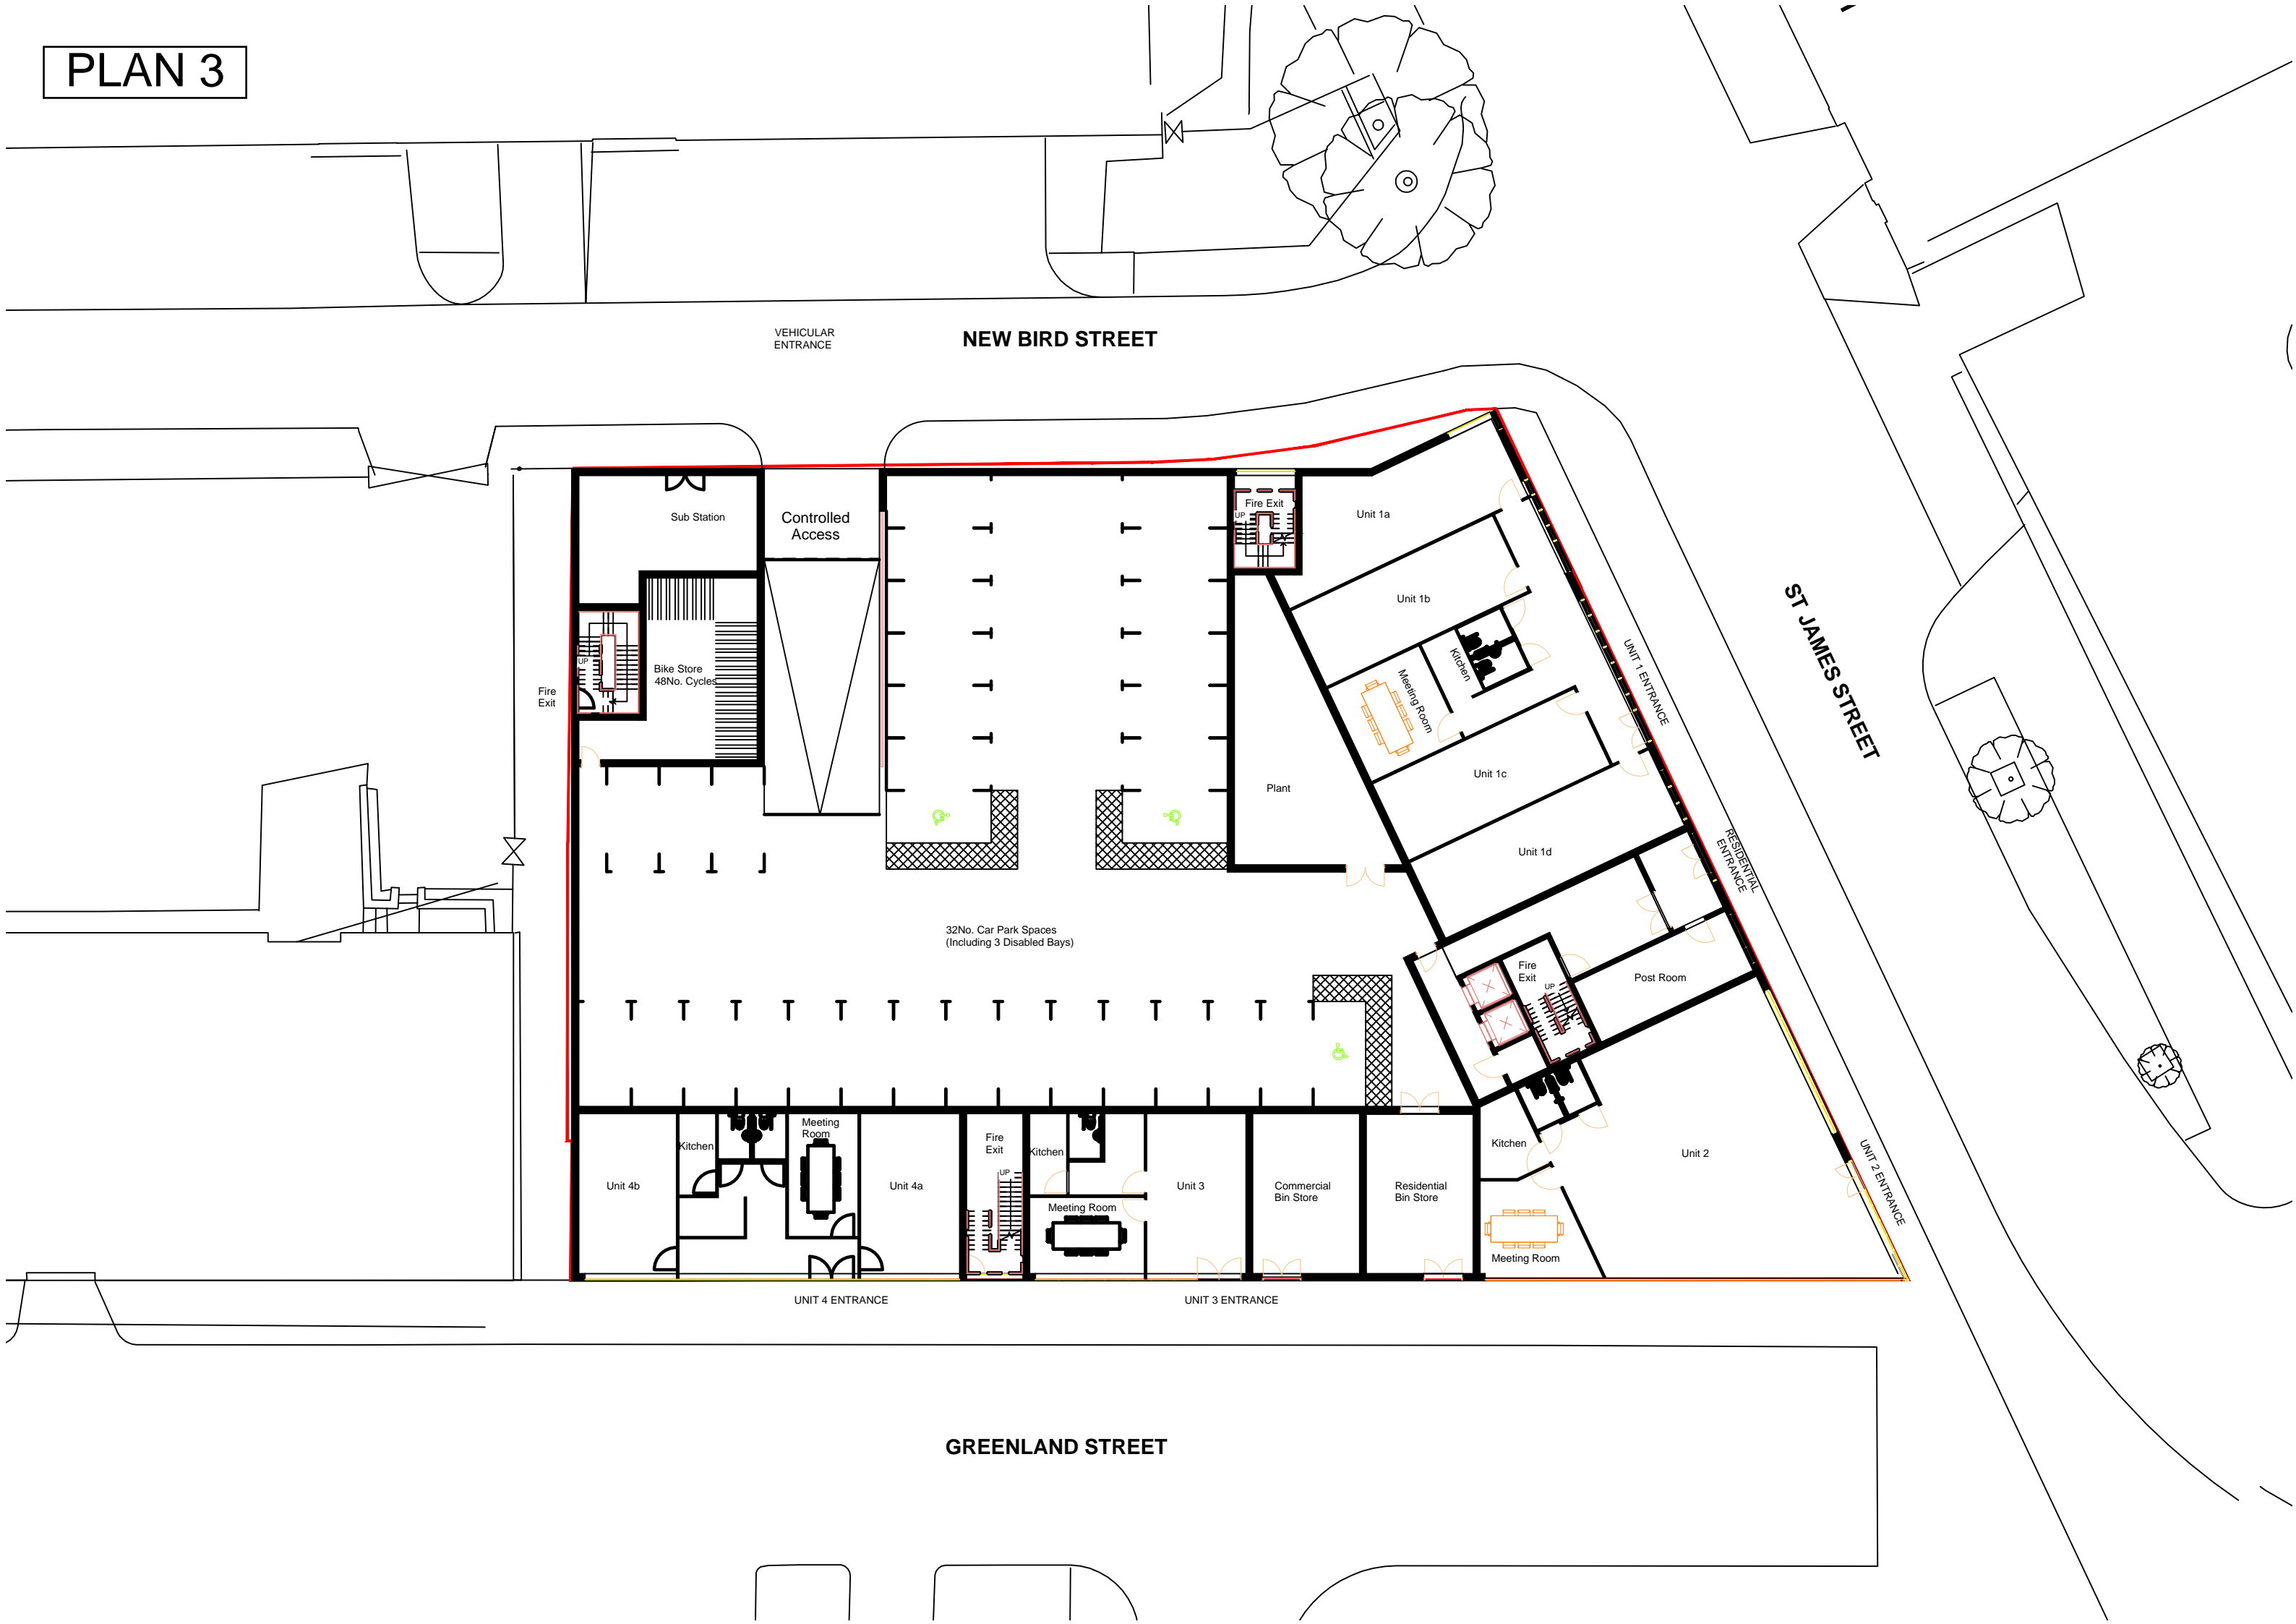 PLAN 3
VEHICULAR
ENTRANCE
NEW BIRD STREET
Sub Station
Controlled
Access
Fire Exit
UP
Unit 1a
Unit 1b
Kitchen
Meeting Room
UNIT 1 ENTRANCE
ST JAMES STREET
UP
Bike Store
48No. Cycles
Fire
Exit
Plant
Unit 1c
Unit 1d
RESIDENTIAL
ENTRANCE
32No. Car Park Spaces
(Including 3 Disabled Bays)
Fire
Exit
UP
Post Room
Kitchen
Meeting
Room
Fire
Exit
UP
Kitchen
Kitchen
Unit 2
UNIT 2 ENTRANCE
Unit 4b
Unit 4a
Meeting Room
Unit 3
Commercial
Bin Store
Residential
Bin Store
Meeting Room
UNIT 4 ENTRANCE
UNIT 3 ENTRANCE
GREENLAND STREET